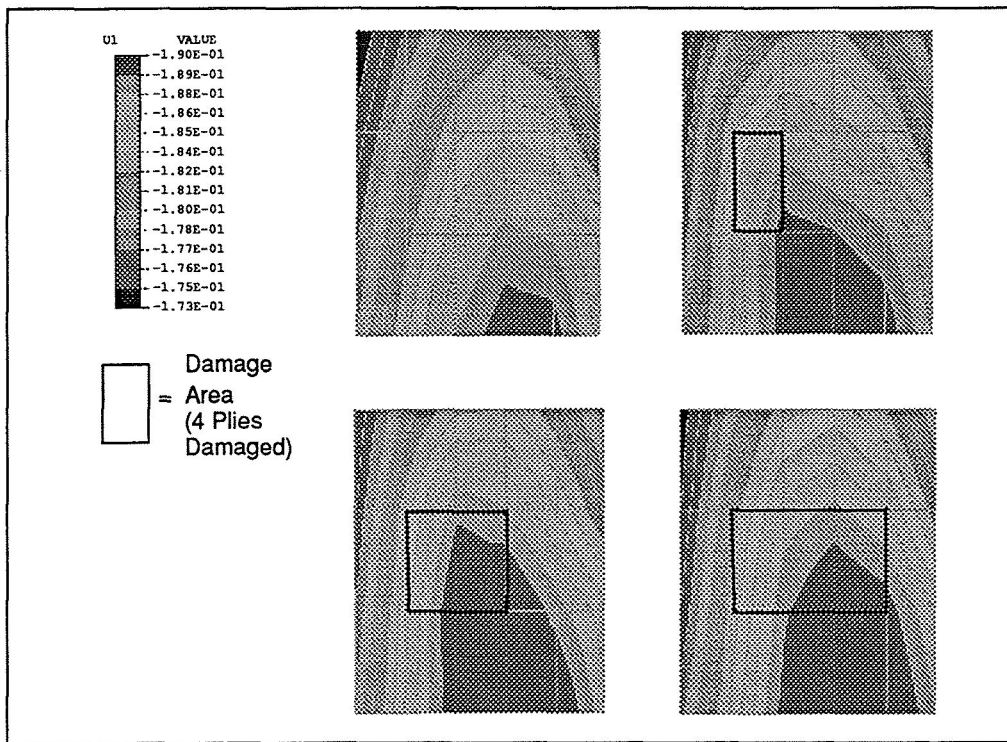 U1 VALUE
-1.90E-01
-1.89E-01
-1.88E-01
-1.86E-01
-1.85E-01
-1.84E-01
-1.82E-01
-1.81E-01
-1.80E-01
-1.78E-01
-1.77E-01
-1.76E-01
-1.75E-01
-1.73E-01
Damage
= Area
(4 Plies
Damaged)